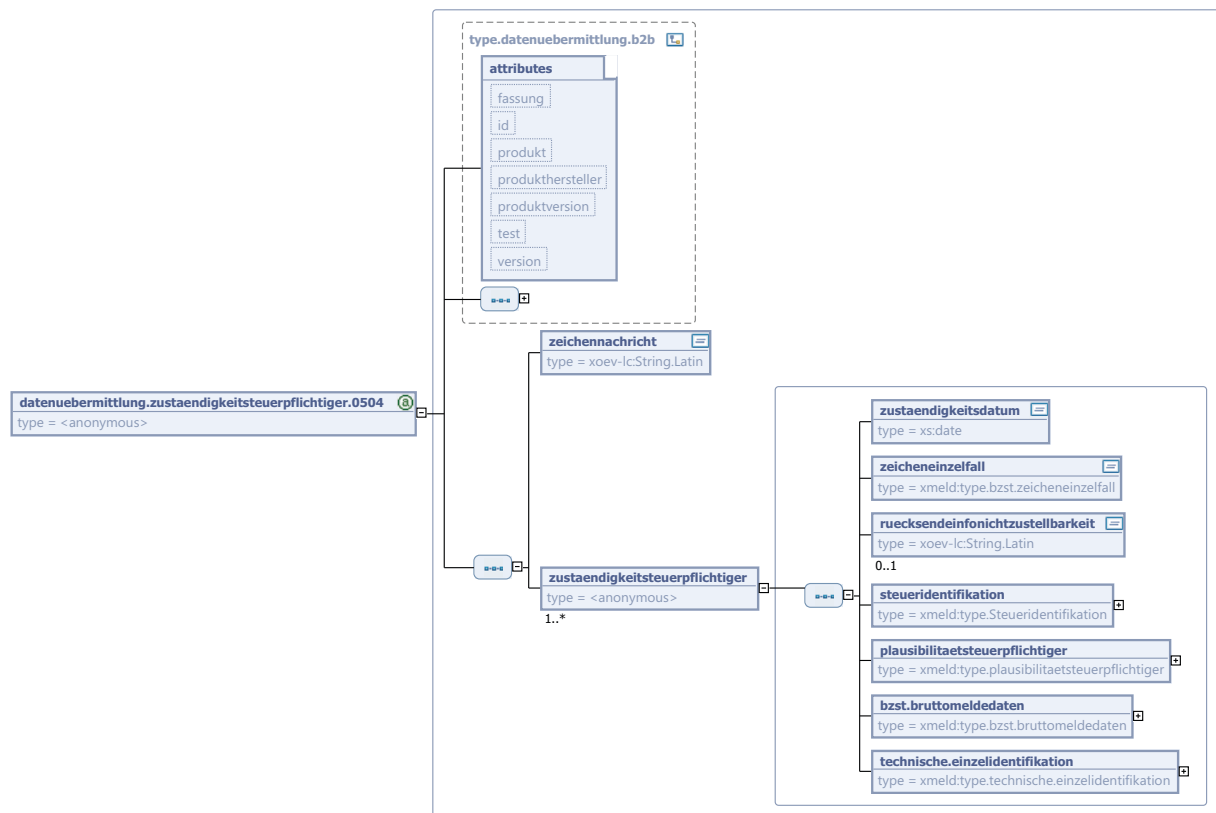 type.datenuebermittlung.b2b
attributes
fassung
id
produkt
produkthersteller
produktversion
test
version
zeichennachricht
type = xoev-lc:String.Latin
datenuebermittlung.zustaendigkeitsteuerpflichtiger.0504
type = <anonymous>
zustaendigkeitsteuerpflichtiger
type = <anonymous>
1..*
zustaendigkeitsdatum
type = xs:date
zeicheneinzelfall
type = xmeld:type.bzst.zeicheneinzelfall
ruecksendeinfonichtzustellbarkeit
type = xoev-lc:String.Latin
0..1
steueridentifikation
type = xmeld:type.Steueridentifikation
plausibilitaetsteuerpflichtiger
type = xmeld:type.plausibilitaetsteuerpflichtiger
bzst.bruttomeldedaten
type = xmeld:type.bzst.bruttomeldedaten
technische.einzelidentifikation
type = xmeld:type.technische.einzelidentifikation